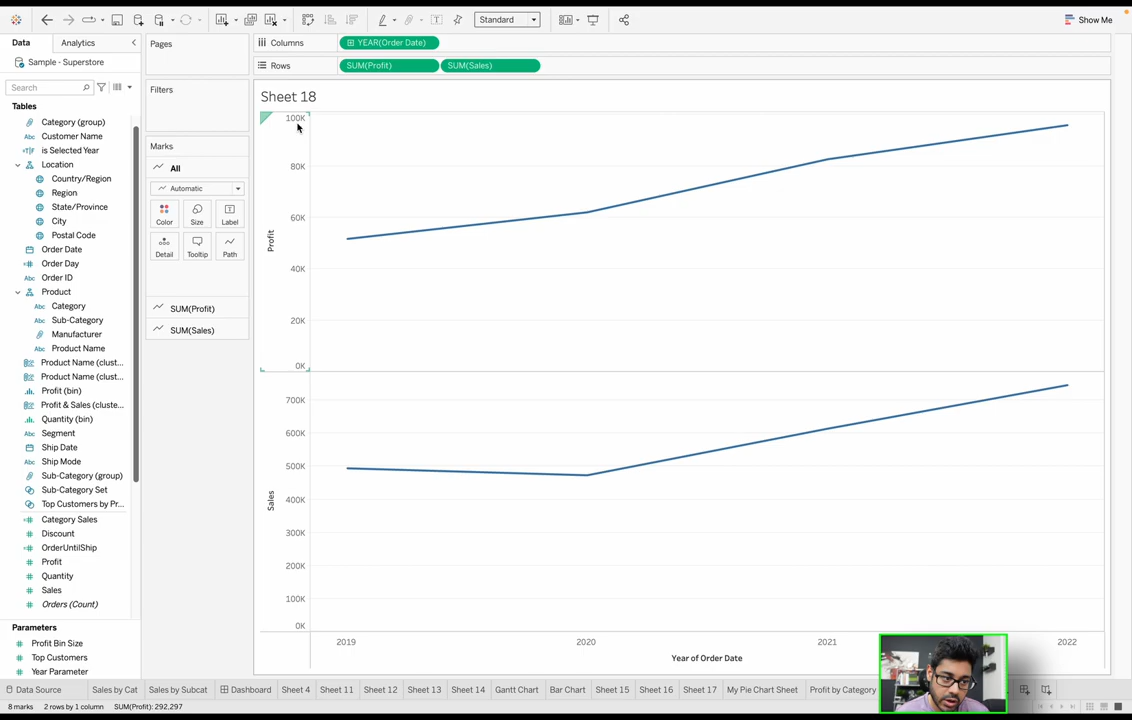 Standard
Show Me
Data
Analytics
Pages
Columns
YEAR(Order Date)
Sample - Superstore
Rows
SUM(Profit)
SUM(Sales)
Search
Filters
Sheet 18
Tables
Category (group)
Abc Customer Name
=T|F is Selected Year
Location
Country/Region
Region
State/Province
City
Postal Code
Order Date
Order Day
Abc Order ID
Product
Abc Category
Abc Sub-Category
Manufacturer
Abc Product Name
Product Name (clust...
Product Name (clust...
Profit (bin)
Profit & Sales (cluste...
Quantity (bin)
Abc Segment
Ship Date
Abc Ship Mode
Sub-Category (group)
Sub-Category Set
Top Customers by Pr...
Category Sales
Discount
OrderUntilShip
Profit
Quantity
Sales
Orders (Count)
Parameters
Profit Bin Size
Top Customers
Year Parameter
Marks
All
Automatic
Color
Size
Label
Detail
Tooltip
Path
SUM(Profit)
SUM(Sales)
100K
80K
60K
40K
20K
0K
Profit
700K
600K
500K
400K
300K
200K
100K
0K
Sales
2019
2020
2021
2022
Year of Order Date
Data Source
Sales by Cat
Sales by Subcat
Dashboard
Sheet 4
Sheet 11
Sheet 12
Sheet 13
Sheet 14
Gantt Chart
Bar Chart
Sheet 15
Sheet 16
Sheet 17
My Pie Chart Sheet
Profit by Category
8 marks
2 rows by 1 column
SUM(Profit): 292,297